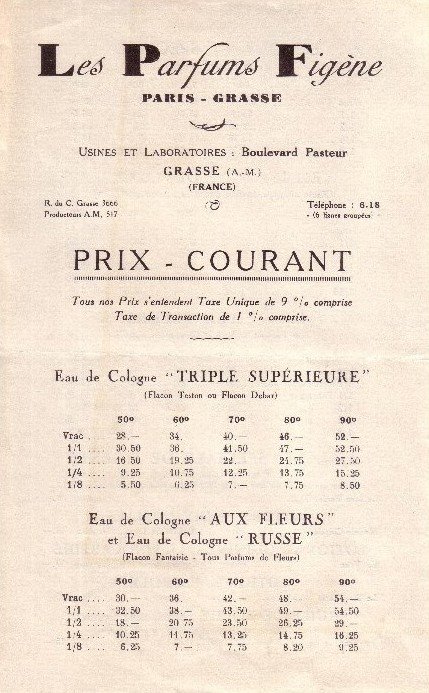 Les Parfums Figène
PARIS - GRASSE
USINES ET LABORATOIRES : Boulevard Pasteur
GRASSE (A.-M.)
(FRANCE)
R. du C. Grasse 3666
Producteurs A.M. 517
Téléphone : 6.18
- (6 lignes groupées) -
PRIX - COURANT
Tous nos Prix s'entendent Taxe Unique de 9 % comprise
Taxe de Transaction de 1 % comprise.
Eau de Cologne "TRIPLE SUPÉRIEURE"
(Flacon Teston ou Flacon Debar)
50° 60° 70° 80° 90°
Vrac .... 28.— 34. 40.— 46.— 52.—
1/1 .... 30.50 36. 41.50 47.— 52.50
1/2 .... 16.50 19.25 22.— 24.75 27.50
1/4 .... 9.25 10.75 12.25 13.75 15.25
1/8 .... 5.50 6.25 7.— 7.75 8.50
Eau de Cologne "AUX FLEURS"
et Eau de Cologne "RUSSE"
(Flacon Fantaisie - Tous Parfums de Fleurs)
50° 60° 70° 80° 90°
Vrac .... 30.— 36.— 42.— 48.— 54.—
1/1 .... 32.50 38.— 43.50 49.— 54.50
1/2 .... 18.— 20.75 23.50 26.25 29.—
1/4 .... 10.25 11.75 13.25 14.75 16.25
1/8 .... 6.25 7.— 7.75 8.20 9.25